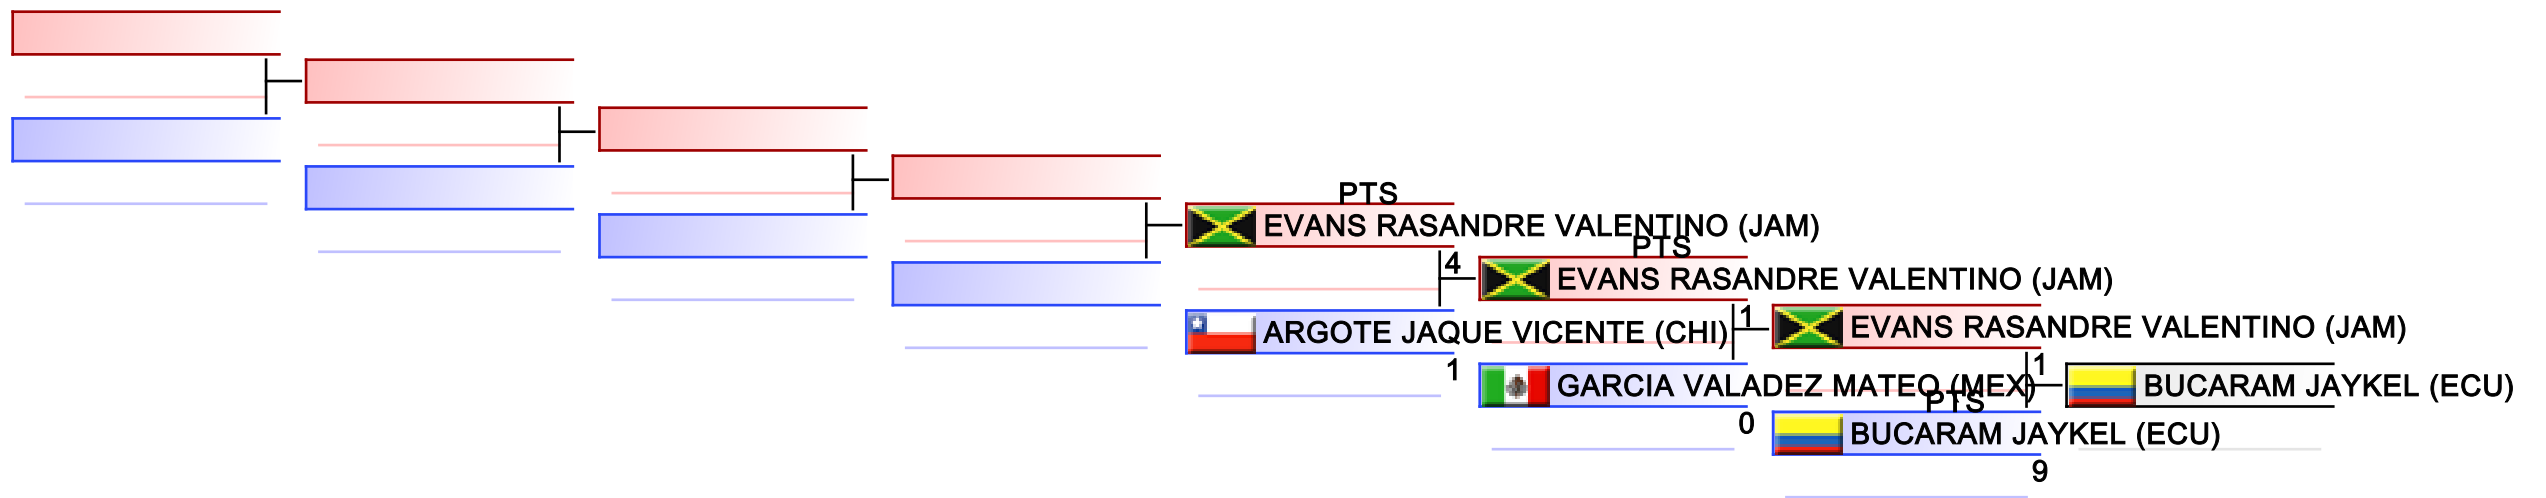 PTS
EVANS RASANDRE VALENTINO (JAM)
4
ARGOTE JAQUE VICENTE (CHI)
1
PTS
EVANS RASANDRE VALENTINO (JAM)
1
GARCIA VALADEZ MATEO (MEX)
0
EVANS RASANDRE VALENTINO (JAM)
1
PTS
BUCARAM JAYKEL (ECU)
9
BUCARAM JAYKEL (ECU)